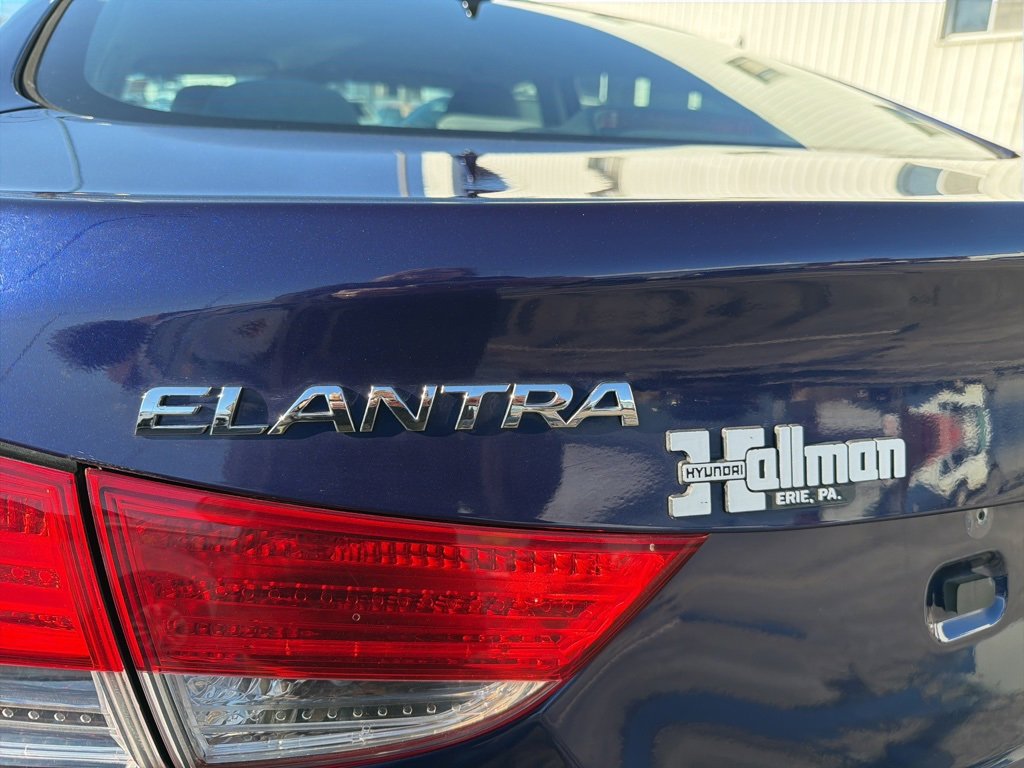 ELANTRA
Hallman
HYUNDAI
ERIE, PA.